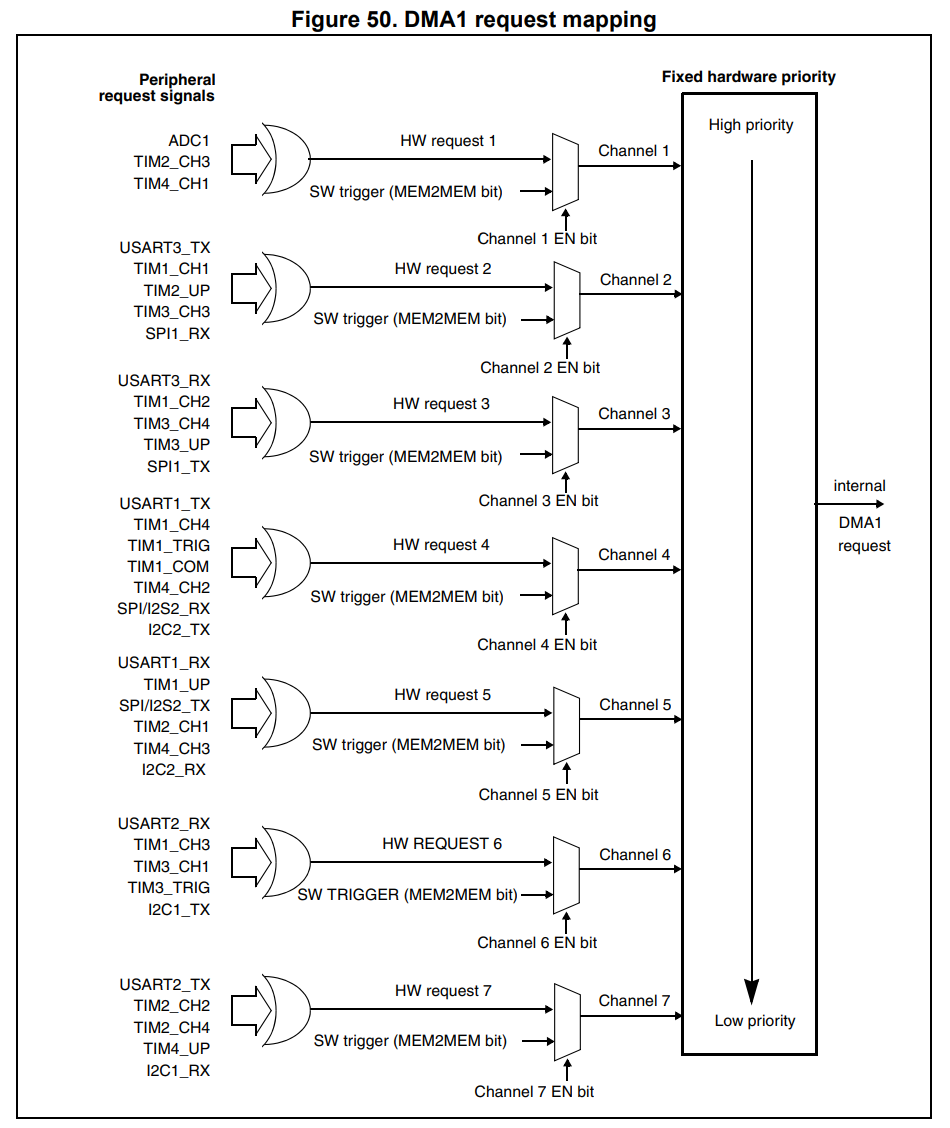 Figure 50. DMA1 request mapping
Peripheral
request signals
Fixed hardware priority
High priority
ADC1
TIM2_CH3
TIM4_CH1
HW request 1
SW trigger (MEM2MEM bit)
Channel 1
Channel 1 EN bit
USART3_TX
TIM1_CH1
TIM2_UP
TIM3_CH3
SPI1_RX
HW request 2
SW trigger (MEM2MEM bit)
Channel 2
Channel 2 EN bit
USART3_RX
TIM1_CH2
TIM3_CH4
TIM3_UP
SPI1_TX
HW request 3
SW trigger (MEM2MEM bit)
Channel 3
Channel 3 EN bit
internal
DMA1
request
USART1_TX
TIM1_CH4
TIM1_TRIG
TIM1_COM
TIM4_CH2
SPI/I2S2_RX
I2C2_TX
HW request 4
SW trigger (MEM2MEM bit)
Channel 4
Channel 4 EN bit
USART1_RX
TIM1_UP
SPI/I2S2_TX
TIM2_CH1
TIM4_CH3
I2C2_RX
HW request 5
SW trigger (MEM2MEM bit)
Channel 5
Channel 5 EN bit
USART2_RX
TIM1_CH3
TIM3_CH1
TIM3_TRIG
I2C1_TX
HW REQUEST 6
SW TRIGGER (MEM2MEM bit)
Channel 6
Channel 6 EN bit
USART2_TX
TIM2_CH2
TIM2_CH4
TIM4_UP
I2C1_RX
HW request 7
SW trigger (MEM2MEM bit)
Channel 7
Channel 7 EN bit
Low priority